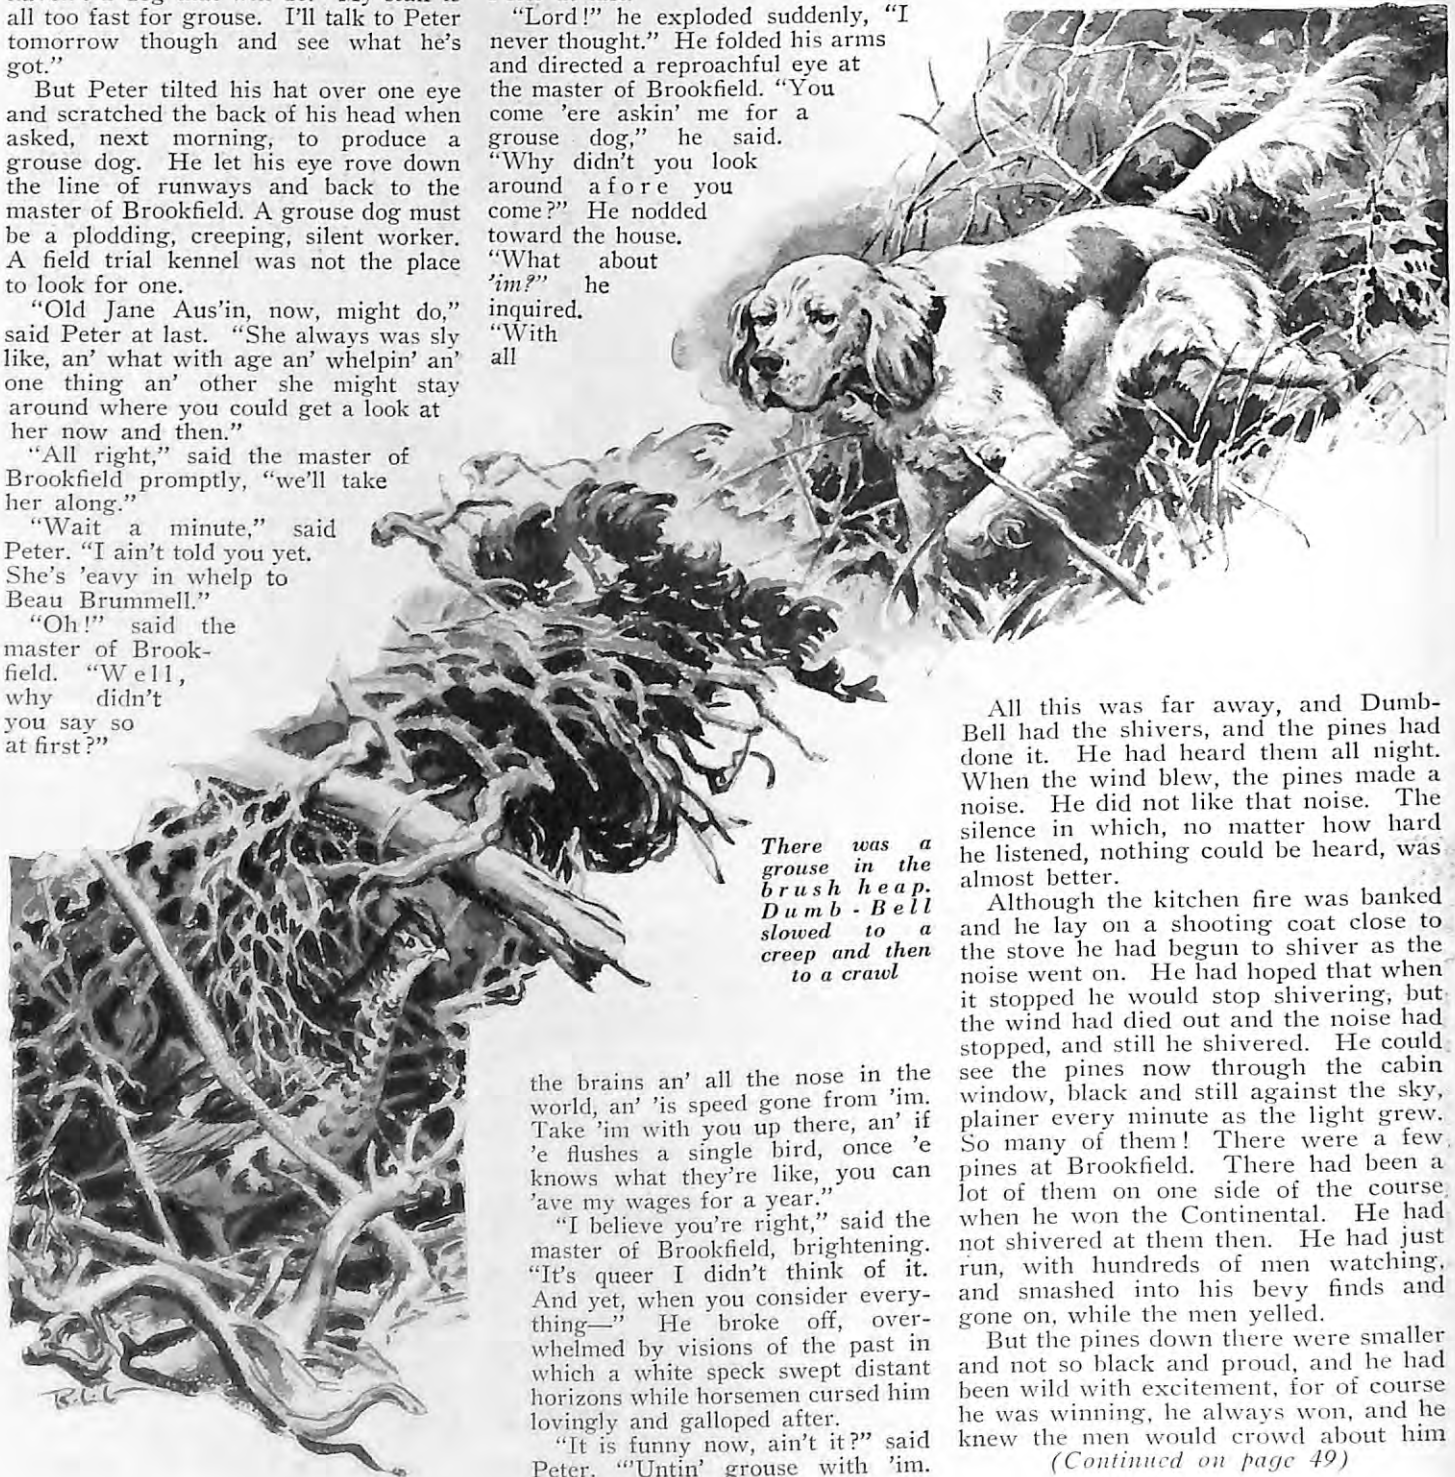 all too fast for grouse. I'll talk to Peter
tomorrow though and see what he's
got."
But Peter tilted his hat over one eye
and scratched the back of his head when
asked, next morning, to produce a
grouse dog. He let his eye rove down
the line of runways and back to the
master of Brookfield. A grouse dog must
be a plodding, creeping, silent worker.
A field trial kennel was not the place
to look for one.
"Old Jane Aus'in, now, might do,"
said Peter at last. "She always was sly
like, an' what with age an' whelpin' an'
one thing an' other she might stay
around where you could get a look at
her now and then."
"All right," said the master of
Brookfield promptly, "we'll take
her along."
"Wait a minute," said
Peter. "I ain't told you yet.
She's 'eavy in whelp to
Beau Brummell."
"Oh!" said the
master of Brook-
field. "Well,
why didn't
you say so
at first?"
"Lord!" he exploded suddenly, "I
never thought." He folded his arms
and directed a reproachful eye at
the master of Brookfield. "You
come 'ere askin' me for a
grouse dog," he said.
"Why didn't you look
around afore you
come?" He nodded
toward the house.
"What about
'im?" he
inquired.
"With
all
There was a
grouse in the
brush heap.
Dumb-Bell
slowed to a
creep and then
to a crawl
the brains an' all the nose in the
world, an' 'is speed gone from 'im.
Take 'im with you up there, an' if
'e flushes a single bird, once 'e
knows what they're like, you can
'ave my wages for a year."
"I believe you're right," said the
master of Brookfield, brightening.
"It's queer I didn't think of it.
And yet, when you consider every-
thing—" He broke off, over-
whelmed by visions of the past in
which a white speck swept distant
horizons while horsemen cursed him
lovingly and galloped after.
"It is funny now, ain't it?" said
Peter. "'Untin' grouse with 'im.
All this was far away, and Dumb-
Bell had the shivers, and the pines had
done it. He had heard them all night.
When the wind blew, the pines made a
noise. He did not like that noise. The
silence in which, no matter how hard
he listened, nothing could be heard, was
almost better.
Although the kitchen fire was banked
and he lay on a shooting coat close to
the stove he had begun to shiver as the
noise went on. He had hoped that when
it stopped he would stop shivering, but
the wind had died out and the noise had
stopped, and still he shivered. He could
see the pines now through the cabin
window, black and still against the sky,
plainer every minute as the light grew.
So many of them! There were a few
pines at Brookfield. There had been a
lot of them on one side of the course
when he won the Continental. He had
not shivered at them then. He had just
run, with hundreds of men watching,
and smashed into his bevy finds and
gone on, while the men yelled.
But the pines down there were smaller
and not so black and proud, and he had
been wild with excitement, for of course
he was winning, he always won, and he
knew the men would crowd about him
(Continued on page 49)